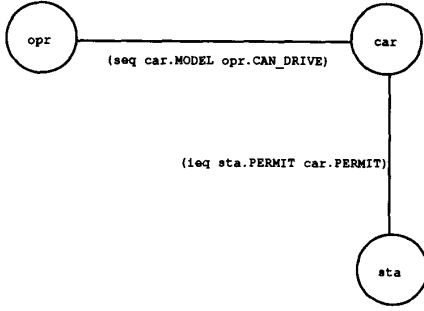 opr
car
(seq car.MODEL opr.CAN_DRIVE)
(ieq sta.PERMIT car.PERMIT)
sta